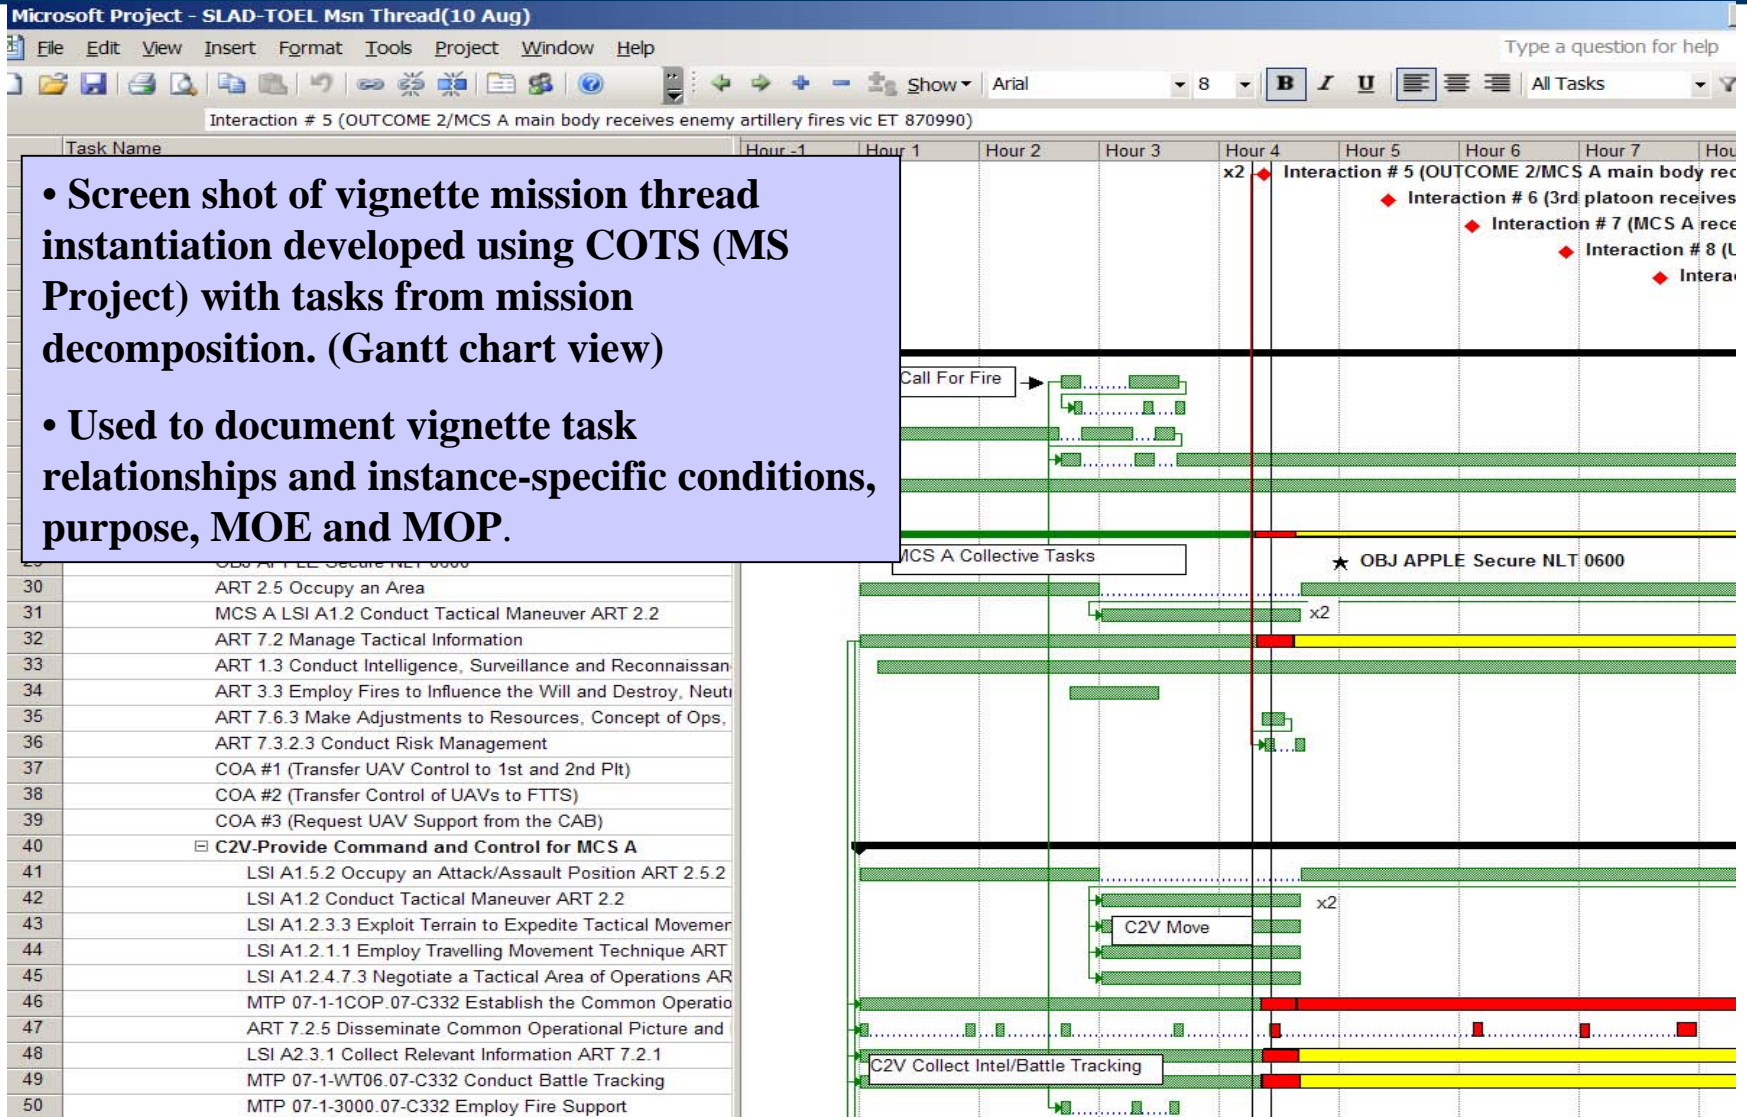 Microsoft Project - SLAD-TOEL Msn Thread(10 Aug)
File Edit View Insert Format Tools Project Window Help Type a question for help
Show Arial 8 B I U All Tasks
Interaction # 5 (OUTCOME 2/MCS A main body receives enemy artillery fires vic ET 870990)
Task Name Hour -1 Hour 1 Hour 2 Hour 3 Hour 4 Hour 5 Hour 6 Hour 7 Hou
x2 Interaction # 5 (OUTCOME 2/MCS A main body rec
Interaction # 6 (3rd platoon receives
Interaction # 7 (MCS A rece
Interaction # 8 (U
Intera
• Screen shot of vignette mission thread
instantiation developed using COTS (MS
Project) with tasks from mission
decomposition. (Gantt chart view)
• Used to document vignette task
relationships and instance-specific conditions,
purpose, MOE and MOP.
Call For Fire
MCS A Collective Tasks
29 OBJ APPLE Secure NLT 0600 OBJ APPLE Secure NLT 0600
30 ART 2.5 Occupy an Area
31 MCS A LSI A1.2 Conduct Tactical Maneuver ART 2.2 x2
32 ART 7.2 Manage Tactical Information
33 ART 1.3 Conduct Intelligence, Surveillance and Reconnaissan
34 ART 3.3 Employ Fires to Influence the Will and Destroy, Neutr
35 ART 7.6.3 Make Adjustments to Resources, Concept of Ops,
36 ART 7.3.2.3 Conduct Risk Management
37 COA #1 (Transfer UAV Control to 1st and 2nd Plt)
38 COA #2 (Transfer Control of UAVs to FTTS)
39 COA #3 (Request UAV Support from the CAB)
40 C2V-Provide Command and Control for MCS A
41 LSI A1.5.2 Occupy an Attack/Assault Position ART 2.5.2
42 LSI A1.2 Conduct Tactical Maneuver ART 2.2 x2
43 LSI A1.2.3.3 Exploit Terrain to Expedite Tactical Movemen C2V Move
44 LSI A1.2.1.1 Employ Travelling Movement Technique ART
45 LSI A1.2.4.7.3 Negotiate a Tactical Area of Operations AR
46 MTP 07-1-1COP.07-C332 Establish the Common Operatio
47 ART 7.2.5 Disseminate Common Operational Picture and
48 LSI A2.3.1 Collect Relevant Information ART 7.2.1
C2V Collect Intel/Battle Tracking
49 MTP 07-1-WT06.07-C332 Conduct Battle Tracking
50 MTP 07-1-3000.07-C332 Employ Fire Support